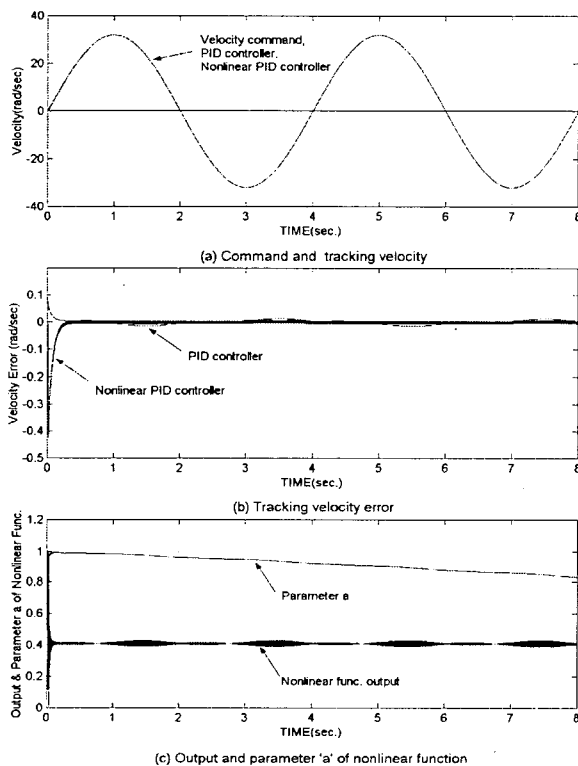 40
20
0
-20
-40
Velocity(rad/sec)
Velocity command,
PID controller.
Nonlinear PID controller
0 1 2 3 4 5 6 7 8
TIME(sec.)
(a) Command and tracking velocity
0.1
0
-0.1
-0.2
-0.3
-0.4
-0.5
Velocity Error (rad/sec)
PID controller
Nonlinear PID controller
0 1 2 3 4 5 6 7 8
TIME(sec.)
(b) Tracking velocity error
1.2
1
0.8
0.6
0.4
0.2
0
Output & Parameter a of Nonlinear Func.
Parameter a
Nonlinear func. output
0 1 2 3 4 5 6 7 8
TIME(sec.)
(c) Output and parameter 'a' of nonlinear function